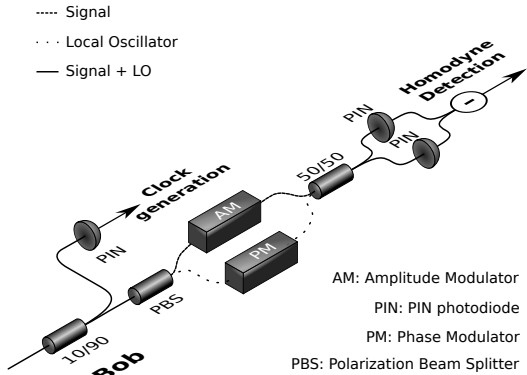 Signal
Local Oscillator
Signal + LO
Homodyne
Detection
PIN
PIN
50/50
Clock
generation
AM
PIN
PM
PBS
10/90
Bob
AM: Amplitude Modulator
PIN: PIN photodiode
PM: Phase Modulator
PBS: Polarization Beam Splitter